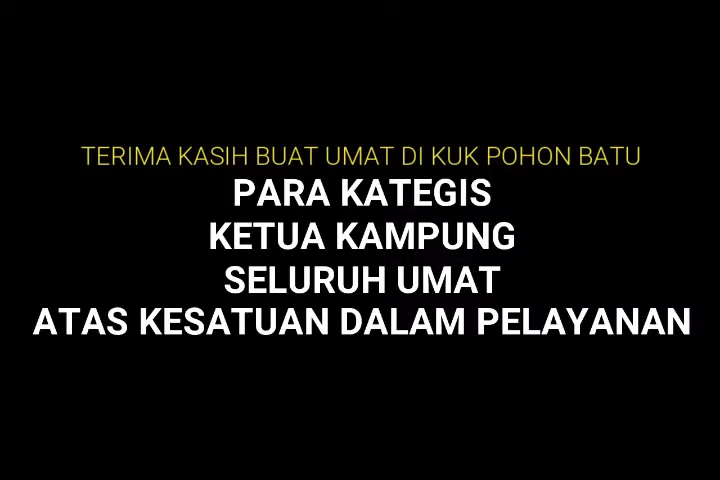 TERIMA KASIH BUAT UMAT DI KUK POHON BATU
PARA KATEGIS
KETUA KAMPUNG
SELURUH UMAT
ATAS KESATUAN DALAM PELAYANAN